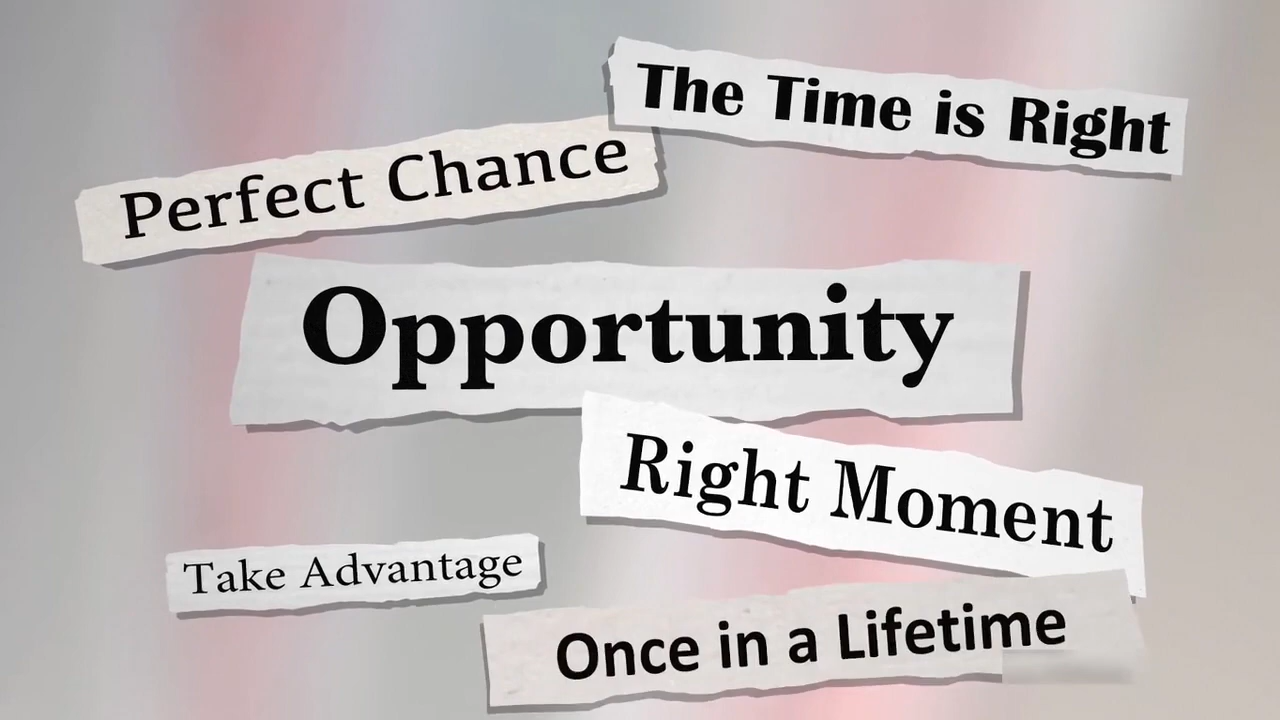 The Time is Right
Perfect Chance
Opportunity
Right Moment
Take Advantage
Once in a Lifetime